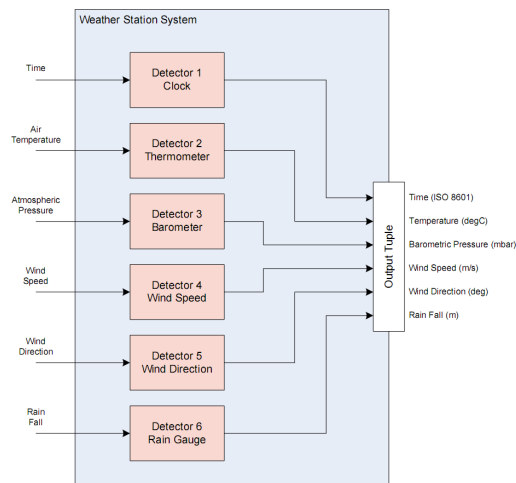 Weather Station System
Time
Detector 1
Clock
Air
Temperature
Detector 2
Thermometer
Atmospheric
Pressure
Detector 3
Barometer
Wind
Speed
Detector 4
Wind Speed
Wind
Direction
Detector 5
Wind Direction
Rain
Fall
Detector 6
Rain Gauge
Output Tuple
Time (ISO 8601)
Temperature (degC)
Barometric Pressure (mbar)
Wind Speed (m/s)
Wind Direction (deg)
Rain Fall (m)